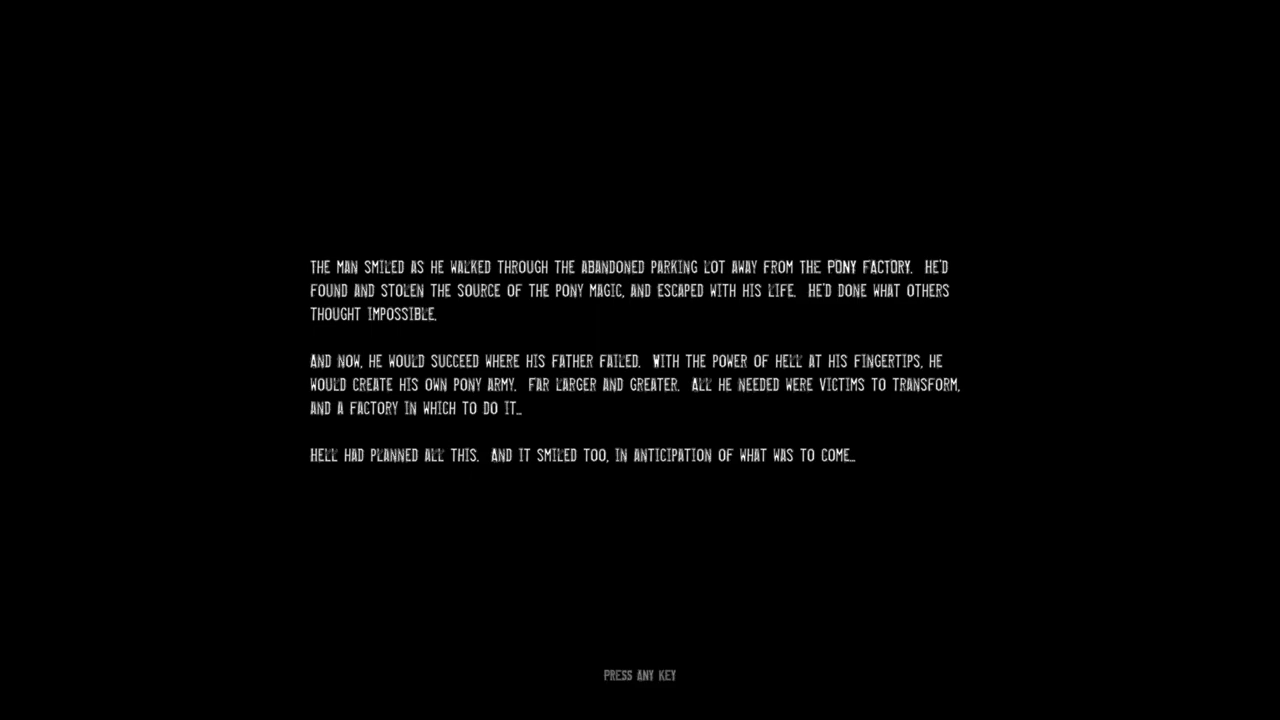 THE MAN SMILED AS HE WALKED THROUGH THE ABANDONED PARKING LOT AWAY FROM THE PONY FACTORY. HE'D
FOUND AND STOLEN THE SOURCE OF THE PONY MAGIC, AND ESCAPED WITH HIS LIFE. HE'D DONE WHAT OTHERS
THOUGHT IMPOSSIBLE.
AND NOW, HE WOULD SUCCEED WHERE HIS FATHER FAILED. WITH THE POWER OF HELL AT HIS FINGERTIPS, HE
WOULD CREATE HIS OWN PONY ARMY. FAR LARGER AND GREATER. ALL HE NEEDED WERE VICTIMS TO TRANSFORM,
AND A FACTORY IN WHICH TO DO IT...
HELL HAD PLANNED ALL THIS. AND IT SMILED TOO, IN ANTICIPATION OF WHAT WAS TO COME...
PRESS ANY KEY